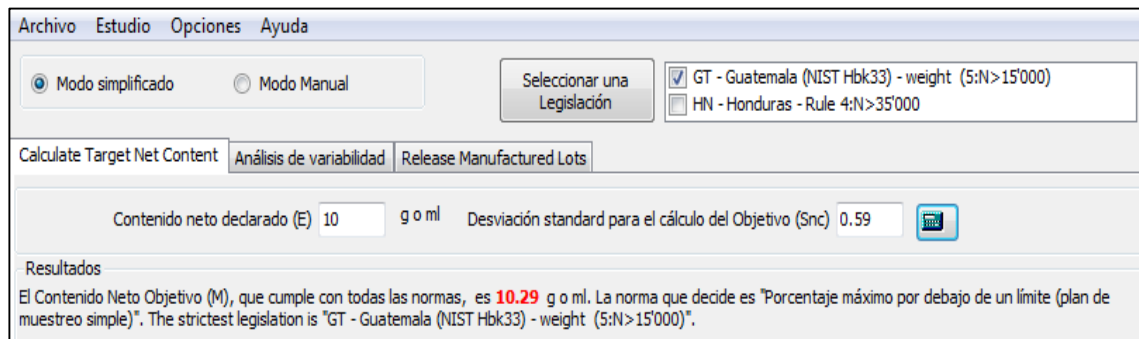 Archivo Estudio Opciones Ayuda
Modo simplificado Modo Manual
Seleccionar una
Legislación
GT - Guatemala (NIST Hbk33) - weight (5:N>15'000)
HN - Honduras - Rule 4:N>35'000
Calculate Target Net Content Análisis de variabilidad Release Manufactured Lots
Contenido neto declarado (E) 10 g o ml Desviación standard para el cálculo del Objetivo (Snc) 0.59
Resultados
El Contenido Neto Objetivo (M), que cumple con todas las normas, es 10.29 g o ml. La norma que decide es "Porcentaje máximo por debajo de un límite (plan de
muestreo simple)". The strictest legislation is "GT - Guatemala (NIST Hbk33) - weight (5:N>15'000)".